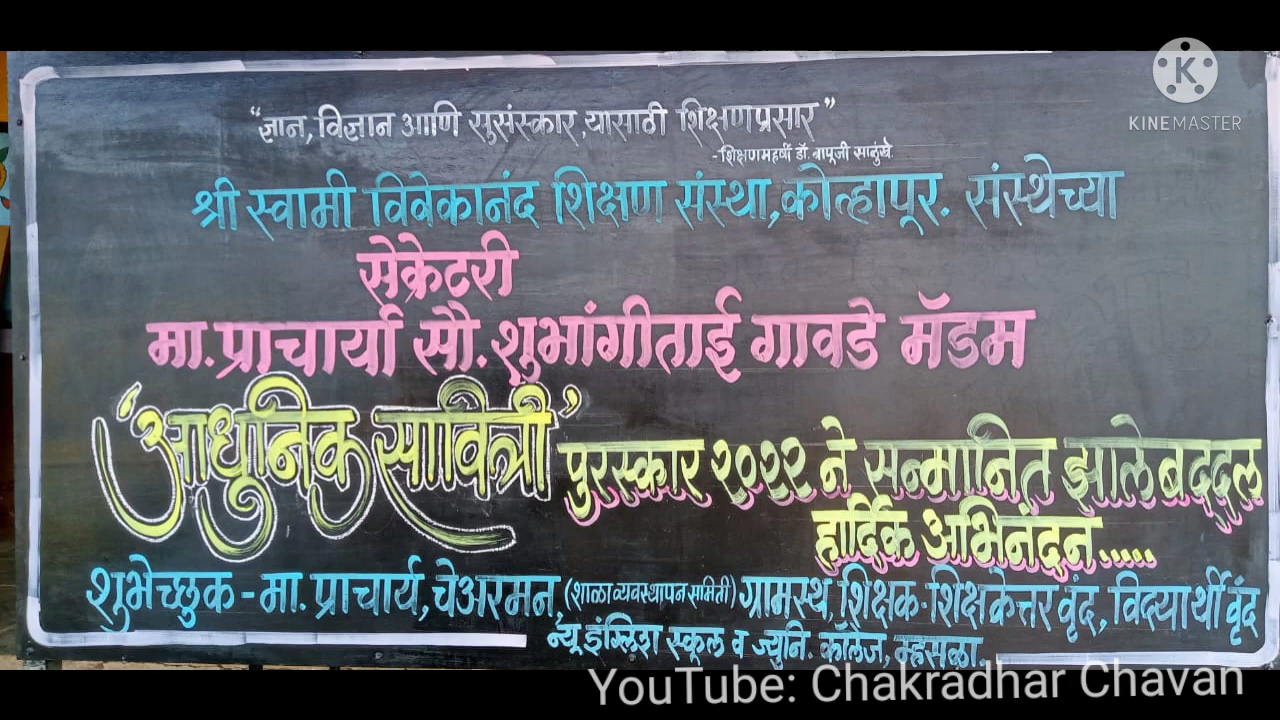 "ज्ञान, विज्ञान आणि सुसंस्कार, यासाठी शिक्षणप्रसार"
-शिक्षणमहर्षी डॉ. बापूजी साळुंखे.
श्री स्वामी विवेकानंद शिक्षण संस्था, कोल्हापूर. संस्थेच्या
सेक्रेटरी
मा. प्राचार्या सौ. शुभांगीताई गावडे मॅडम
'आधुनिक सावित्री' पुरस्कार २०२२ ने सन्मानित झालेबद्दल
हार्दिक अभिनंदन.....
शुभेच्छुक - मा. प्राचार्य, चेअरमन, (शाळा व्यवस्थापन समिती) ग्रामस्थ, शिक्षक-शिक्षकेत्तर वृंद, विद्यार्थी वृंद
न्यू इंग्लिश स्कूल व ज्युनि. कॉलेज, म्हसळा.
KINEMASTER
YouTube: Chakradhar Chavan